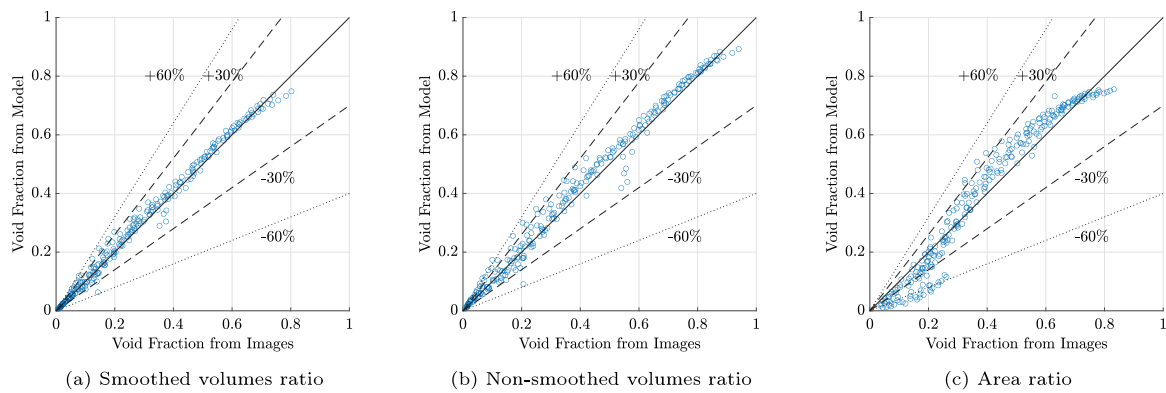 1
0.8
0.6
0.4
0.2
0
0 0.2 0.4 0.6 0.8 1
Void Fraction from Model
Void Fraction from Images
+60% +30%
-30%
-60%
(a) Smoothed volumes ratio
1
0.8
0.6
0.4
0.2
0
0 0.2 0.4 0.6 0.8 1
Void Fraction from Model
Void Fraction from Images
+60% +30%
-30%
-60%
(b) Non-smoothed volumes ratio
1
0.8
0.6
0.4
0.2
0
0 0.2 0.4 0.6 0.8 1
Void Fraction from Model
Void Fraction from Images
+60% +30%
-30%
-60%
(c) Area ratio